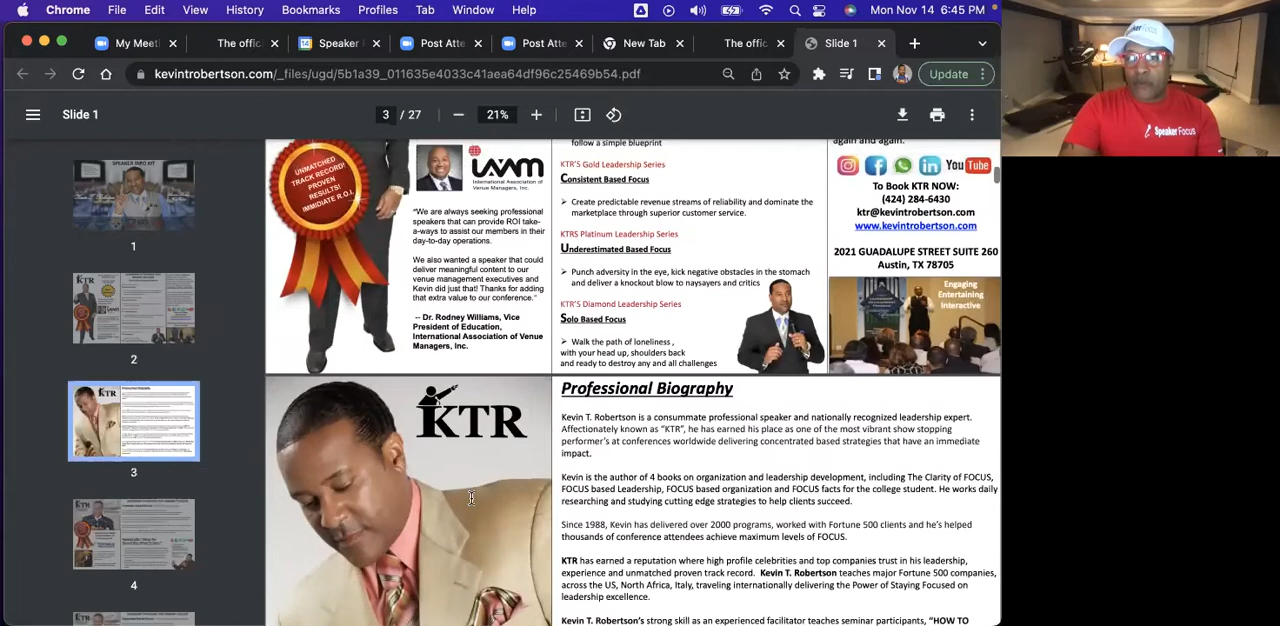 Chrome File Edit View History Bookmarks Profiles Tab Window Help Mon Nov 14 6:45 PM
My Meeti The offici Speaker Post Atte Post Atte New Tab The offic Slide 1
kevintrobertson.com/_files/ugd/5b1a39_011635e4033c41aea64df96c25469b54.pdf Update
Slide 1 3 / 27 21%
SPEAKER INFO KIT
1
2
3
4
UNMATCHED
TRACK RECORD!
PROVEN
RESULTS!
IMMIDIATE R.O.I.
International Association of
Venue Managers, Inc.
"We are always seeking professional
speakers that can provide ROI take-
a-ways to assist our members in their
day-to-day operations.
We also wanted a speaker that could
deliver meaningful content to our
venue management executives and
Kevin did just that! Thanks for adding
that extra value to our conference."
-- Dr. Rodney Williams, Vice
President of Education,
International Association of Venue
Managers, Inc.
follow a simple blueprint
KTR'S Gold Leadership Series
Consistent Based Focus
➢ Create predictable revenue streams of reliability and dominate the
marketplace through superior customer service.
KTRS Platinum Leadership Series
Underestimated Based Focus
➢ Punch adversity in the eye, kick negative obstacles in the stomach
and deliver a knockout blow to naysayers and critics
KTR'S Diamond Leadership Series
Solo Based Focus
➢ Walk the path of loneliness ,
with your head up, shoulders back
and ready to destroy any and all challenges
again and again.
You Tube
To Book KTR NOW:
(424) 284-6430
ktr@kevintrobertson.com
www.kevintrobertson.com
2021 GUADALUPE STREET SUITE 260
Austin, TX 78705
Engaging
Entertaining
Interactive
KTR
Professional Biography
Kevin T. Robertson is a consummate professional speaker and nationally recognized leadership expert.
Affectionately known as "KTR", he has earned his place as one of the most vibrant show stopping
performer's at conferences worldwide delivering concentrated based strategies that have an immediate
impact.
Kevin is the author of 4 books on organization and leadership development, including The Clarity of FOCUS,
FOCUS based Leadership, FOCUS based organization and FOCUS facts for the college student. He works daily
researching and studying cutting edge strategies to help clients succeed.
Since 1988, Kevin has delivered over 2000 programs, worked with Fortune 500 clients and he's helped
thousands of conference attendees achieve maximum levels of FOCUS.
KTR has earned a reputation where high profile celebrities and top companies trust in his leadership,
experience and unmatched proven track record. Kevin T. Robertson teaches major Fortune 500 companies,
across the US, North Africa, Italy, traveling internationally delivering the Power of Staying Focused on
leadership excellence.
Kevin T. Robertson's strong skill as an experienced facilitator teaches seminar participants, "HOW TO
Speaker Focus